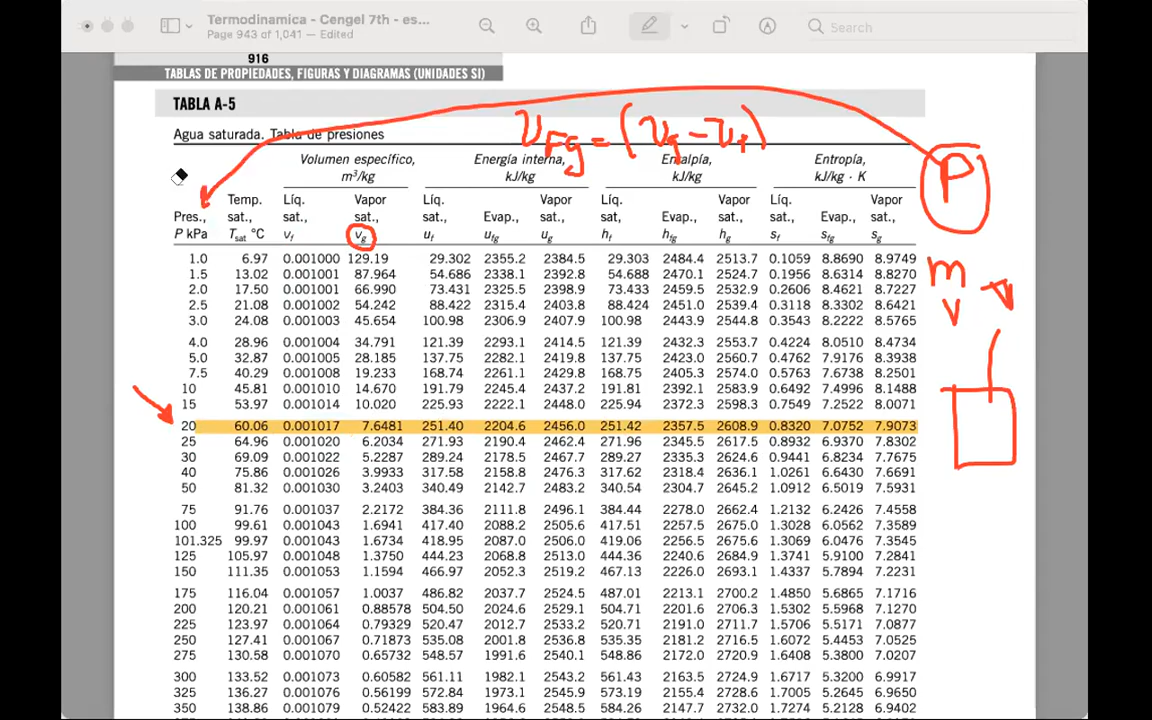 Termodinamica - Cengel 7th - es...
Page 943 of 1,041 — Edited
Search
916
TABLAS DE PROPIEDADES, FIGURAS Y DIAGRAMAS (UNIDADES SI)
TABLA A-5
Agua saturada. Tabla de presiones
v_fg = (v_g - v_f)
P
Volumen específico, Energía interna, Entalpía, Entropía,
m³/kg kJ/kg kJ/kg kJ/kg · K
Temp. Líq. Vapor Líq. Vapor Líq. Vapor Líq. Vapor
Pres., sat., sat., sat., sat., Evap., sat., sat, Evap., sat., sat., Evap., sat.,
P kPa T_sat °C v_f v_g u_f u_fg u_g h_f h_fg h_g s_f s_fg s_g
1.0 6.97 0.001000 129.19 29.302 2355.2 2384.5 29.303 2484.4 2513.7 0.1059 8.8690 8.9749
1.5 13.02 0.001001 87.964 54.686 2338.1 2392.8 54.688 2470.1 2524.7 0.1956 8.6314 8.8270
2.0 17.50 0.001001 66.990 73.431 2325.5 2398.9 73.433 2459.5 2532.9 0.2606 8.4621 8.7227
2.5 21.08 0.001002 54.242 88.422 2315.4 2403.8 88.424 2451.0 2539.4 0.3118 8.3302 8.6421
3.0 24.08 0.001003 45.654 100.98 2306.9 2407.9 100.98 2443.9 2544.8 0.3543 8.2222 8.5765
m
V
4.0 28.96 0.001004 34.791 121.39 2293.1 2414.5 121.39 2432.3 2553.7 0.4224 8.0510 8.4734
5.0 32.87 0.001005 28.185 137.75 2282.1 2419.8 137.75 2423.0 2560.7 0.4762 7.9176 8.3938
7.5 40.29 0.001008 19.233 168.74 2261.1 2429.8 168.75 2405.3 2574.0 0.5763 7.6738 8.2501
10 45.81 0.001010 14.670 191.79 2245.4 2437.2 191.81 2392.1 2583.9 0.6492 7.4996 8.1488
15 53.97 0.001014 10.020 225.93 2222.1 2448.0 225.94 2372.3 2598.3 0.7549 7.2522 8.0071
20 60.06 0.001017 7.6481 251.40 2204.6 2456.0 251.42 2357.5 2608.9 0.8320 7.0752 7.9073
25 64.96 0.001020 6.2034 271.93 2190.4 2462.4 271.96 2345.5 2617.5 0.8932 6.9370 7.8302
30 69.09 0.001022 5.2287 289.24 2178.5 2467.7 289.27 2335.3 2624.6 0.9441 6.8234 7.7675
40 75.86 0.001026 3.9933 317.58 2158.8 2476.3 317.62 2318.4 2636.1 1.0261 6.6430 7.6691
50 81.32 0.001030 3.2403 340.49 2142.7 2483.2 340.54 2304.7 2645.2 1.0912 6.5019 7.5931
75 91.76 0.001037 2.2172 384.36 2111.8 2496.1 384.44 2278.0 2662.4 1.2132 6.2426 7.4558
100 99.61 0.001043 1.6941 417.40 2088.2 2505.6 417.51 2257.5 2675.0 1.3028 6.0562 7.3589
101.325 99.97 0.001043 1.6734 418.95 2087.0 2506.0 419.06 2256.5 2675.6 1.3069 6.0476 7.3545
125 105.97 0.001048 1.3750 444.23 2068.8 2513.0 444.36 2240.6 2684.9 1.3741 5.9100 7.2841
150 111.35 0.001053 1.1594 466.97 2052.3 2519.2 467.13 2226.0 2693.1 1.4337 5.7894 7.2231
175 116.04 0.001057 1.0037 486.82 2037.7 2524.5 487.01 2213.1 2700.2 1.4850 5.6865 7.1716
200 120.21 0.001061 0.88578 504.50 2024.6 2529.1 504.71 2201.6 2706.3 1.5302 5.5968 7.1270
225 123.97 0.001064 0.79329 520.47 2012.7 2533.2 520.71 2191.0 2711.7 1.5706 5.5171 7.0877
250 127.41 0.001067 0.71873 535.08 2001.8 2536.8 535.35 2181.2 2716.5 1.6072 5.4453 7.0525
275 130.58 0.001070 0.65732 548.57 1991.6 2540.1 548.86 2172.0 2720.9 1.6408 5.3800 7.0207
300 133.52 0.001073 0.60582 561.11 1982.1 2543.2 561.43 2163.5 2724.9 1.6717 5.3200 6.9917
325 136.27 0.001076 0.56199 572.84 1973.1 2545.9 573.19 2155.4 2728.6 1.7005 5.2645 6.9650
350 138.86 0.001079 0.52422 583.89 1964.6 2548.5 584.26 2147.7 2732.0 1.7274 5.2128 6.9402